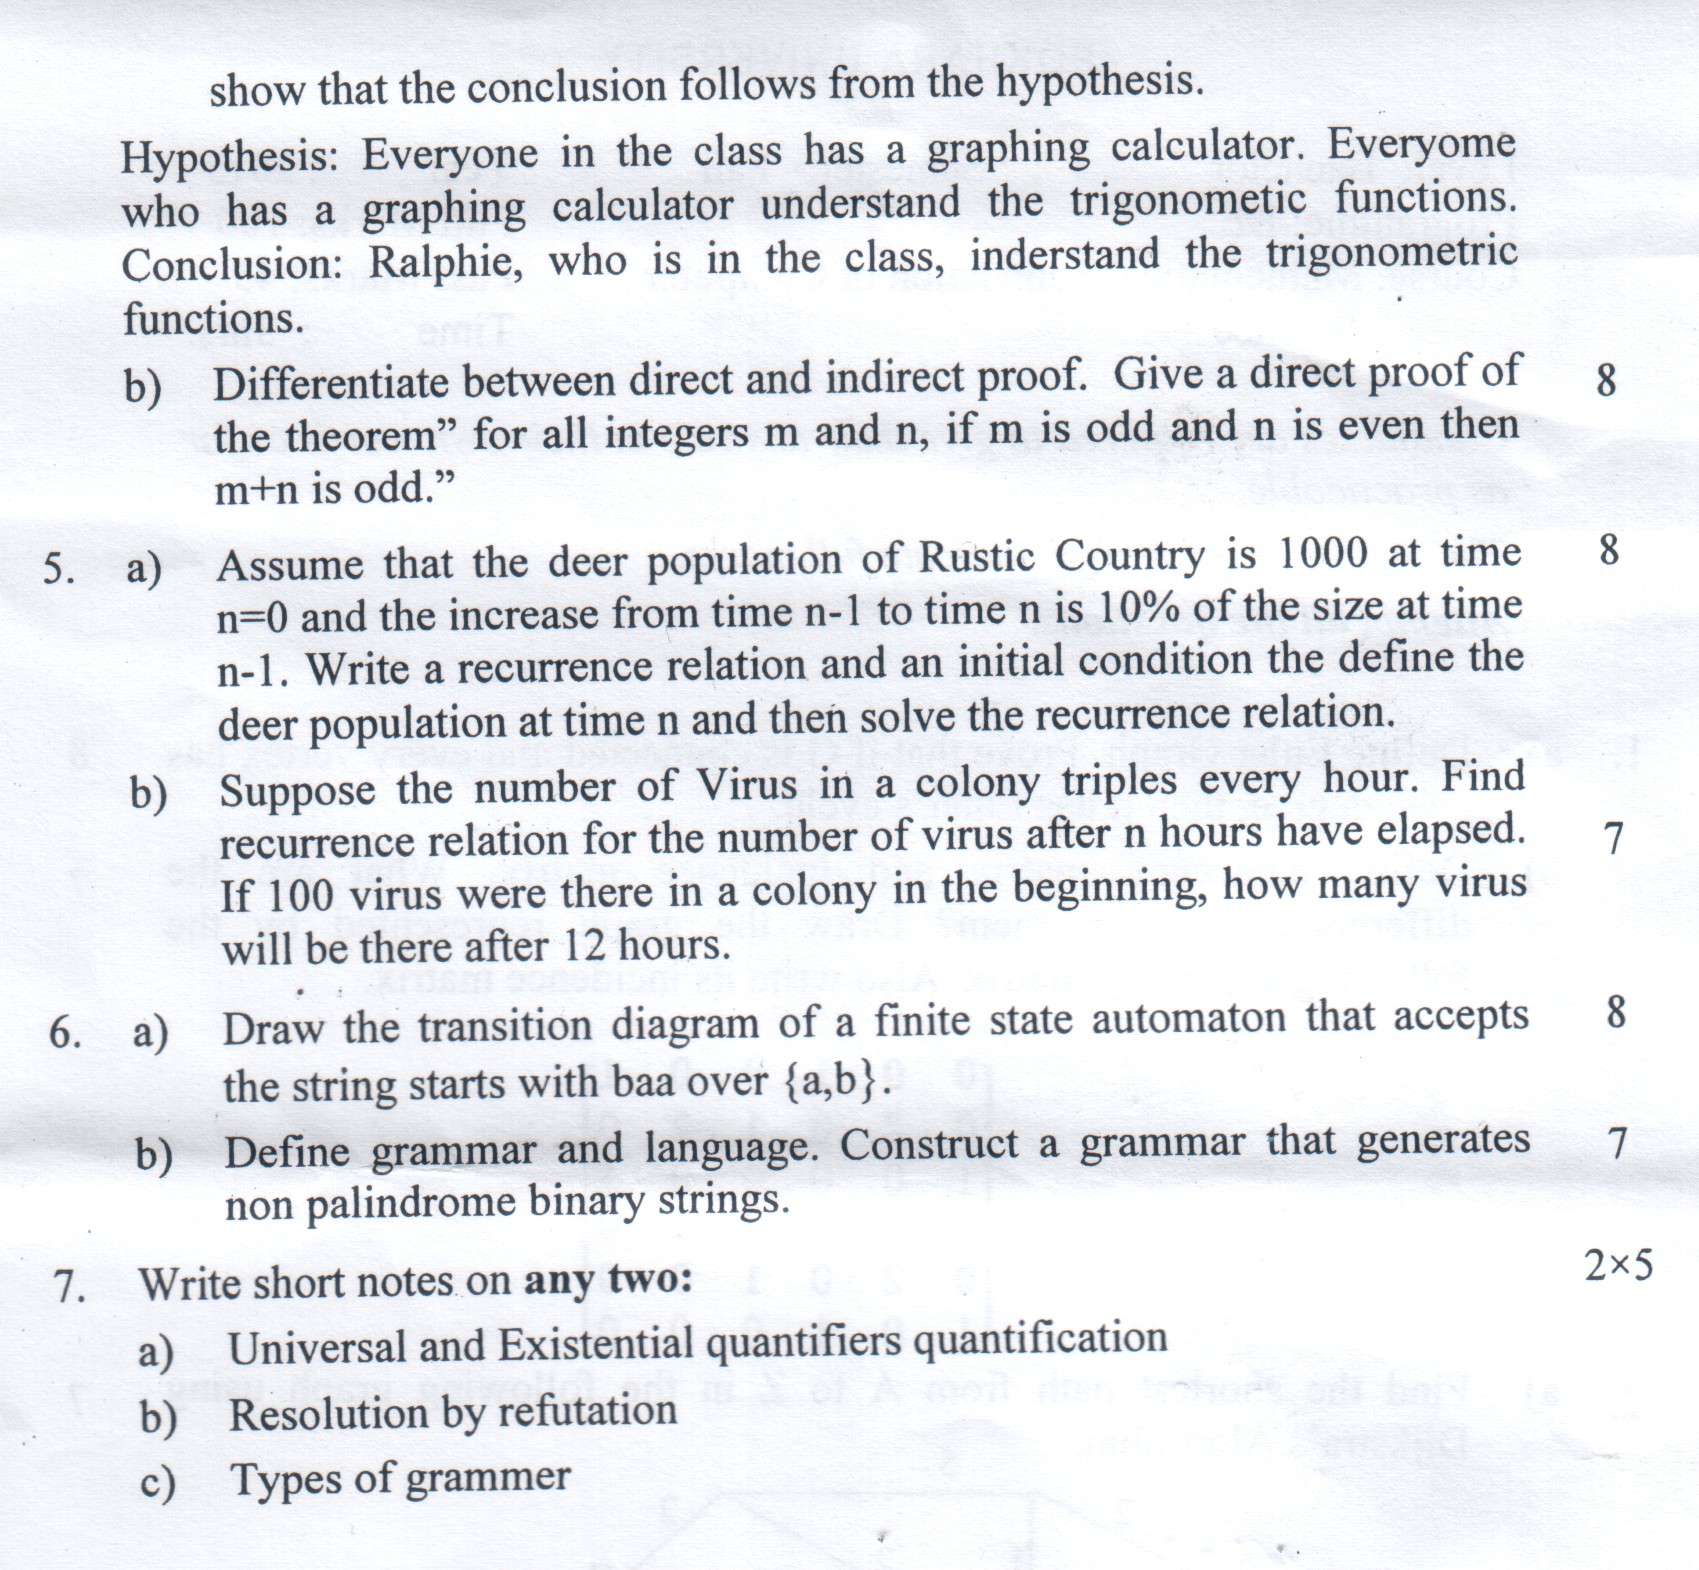 show that the conclusion follows from the hypothesis.
Hypothesis: Everyone in the class has a graphing calculator. Everyome
who has a graphing calculator understand the trigonometic functions.
Conclusion: Ralphie, who is in the class, inderstand the trigonometric
functions.
b) Differentiate between direct and indirect proof. Give a direct proof of 8
the theorem” for all integers m and n, if m is odd and n is even then
m+n is odd.”
5. a) Assume that the deer population of Rustic Country is 1000 at time 8
n=0 and the increase from time n-1 to time n is 10% of the size at time
n-1. Write a recurrence relation and an initial condition the define the
deer population at time n and then solve the recurrence relation.
b) Suppose the number of Virus in a colony triples every hour. Find
recurrence relation for the number of virus after n hours have elapsed. 7
If 100 virus were there in a colony in the beginning, how many virus
will be there after 12 hours.
6. a) Draw the transition diagram of a finite state automaton that accepts 8
the string starts with baa over {a,b}.
b) Define grammar and language. Construct a grammar that generates 7
non palindrome binary strings.
7. Write short notes on any two: 2×5
a) Universal and Existential quantifiers quantification
b) Resolution by refutation
c) Types of grammer